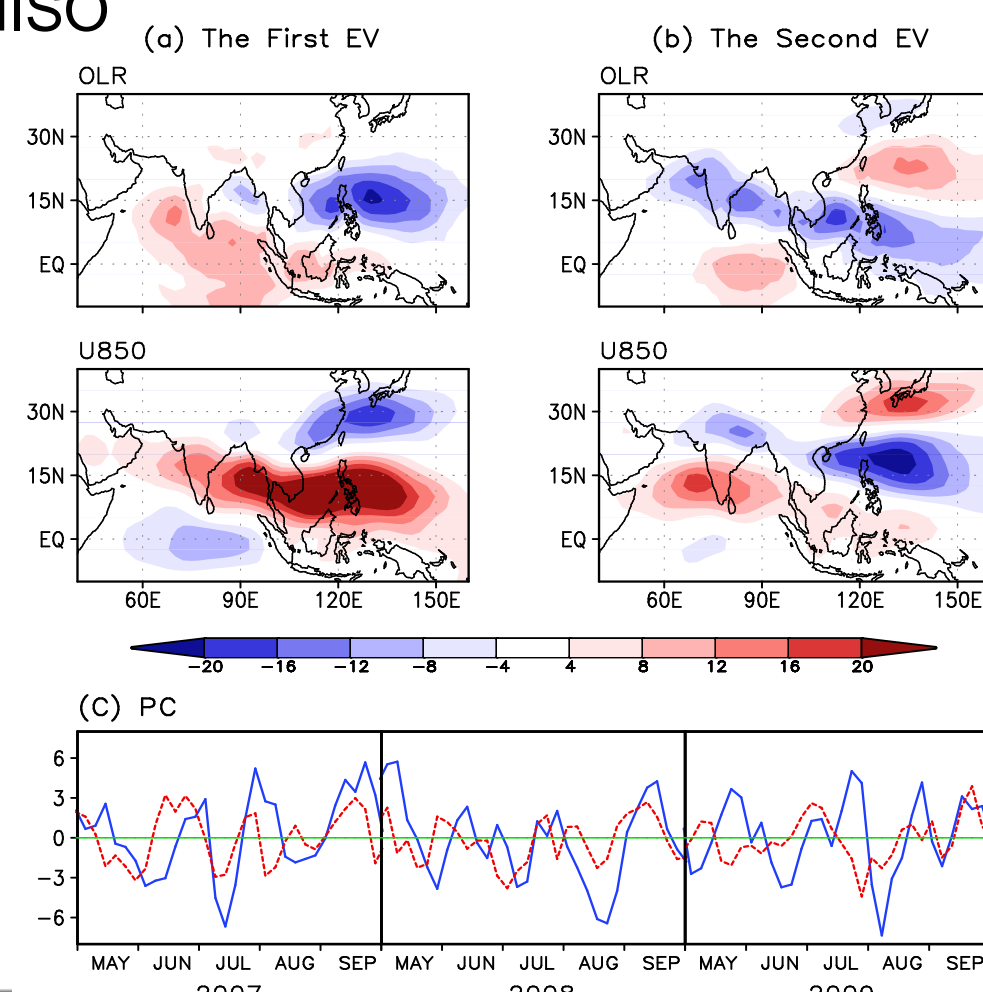 (a) The First EV (b) The Second EV
OLR OLR
30N 30N
15N 15N
EQ EQ
U850 U850
30N 30N
15N 15N
EQ EQ
60E 90E 120E 150E 60E 90E 120E 150E
-20 -16 -12 -8 -4 4 8 12 16 20
(C) PC
6
3
0
-3
-6
MAY JUN JUL AUG SEP MAY JUN JUL AUG SEP MAY JUN JUL AUG SEP
2007 2008 2009